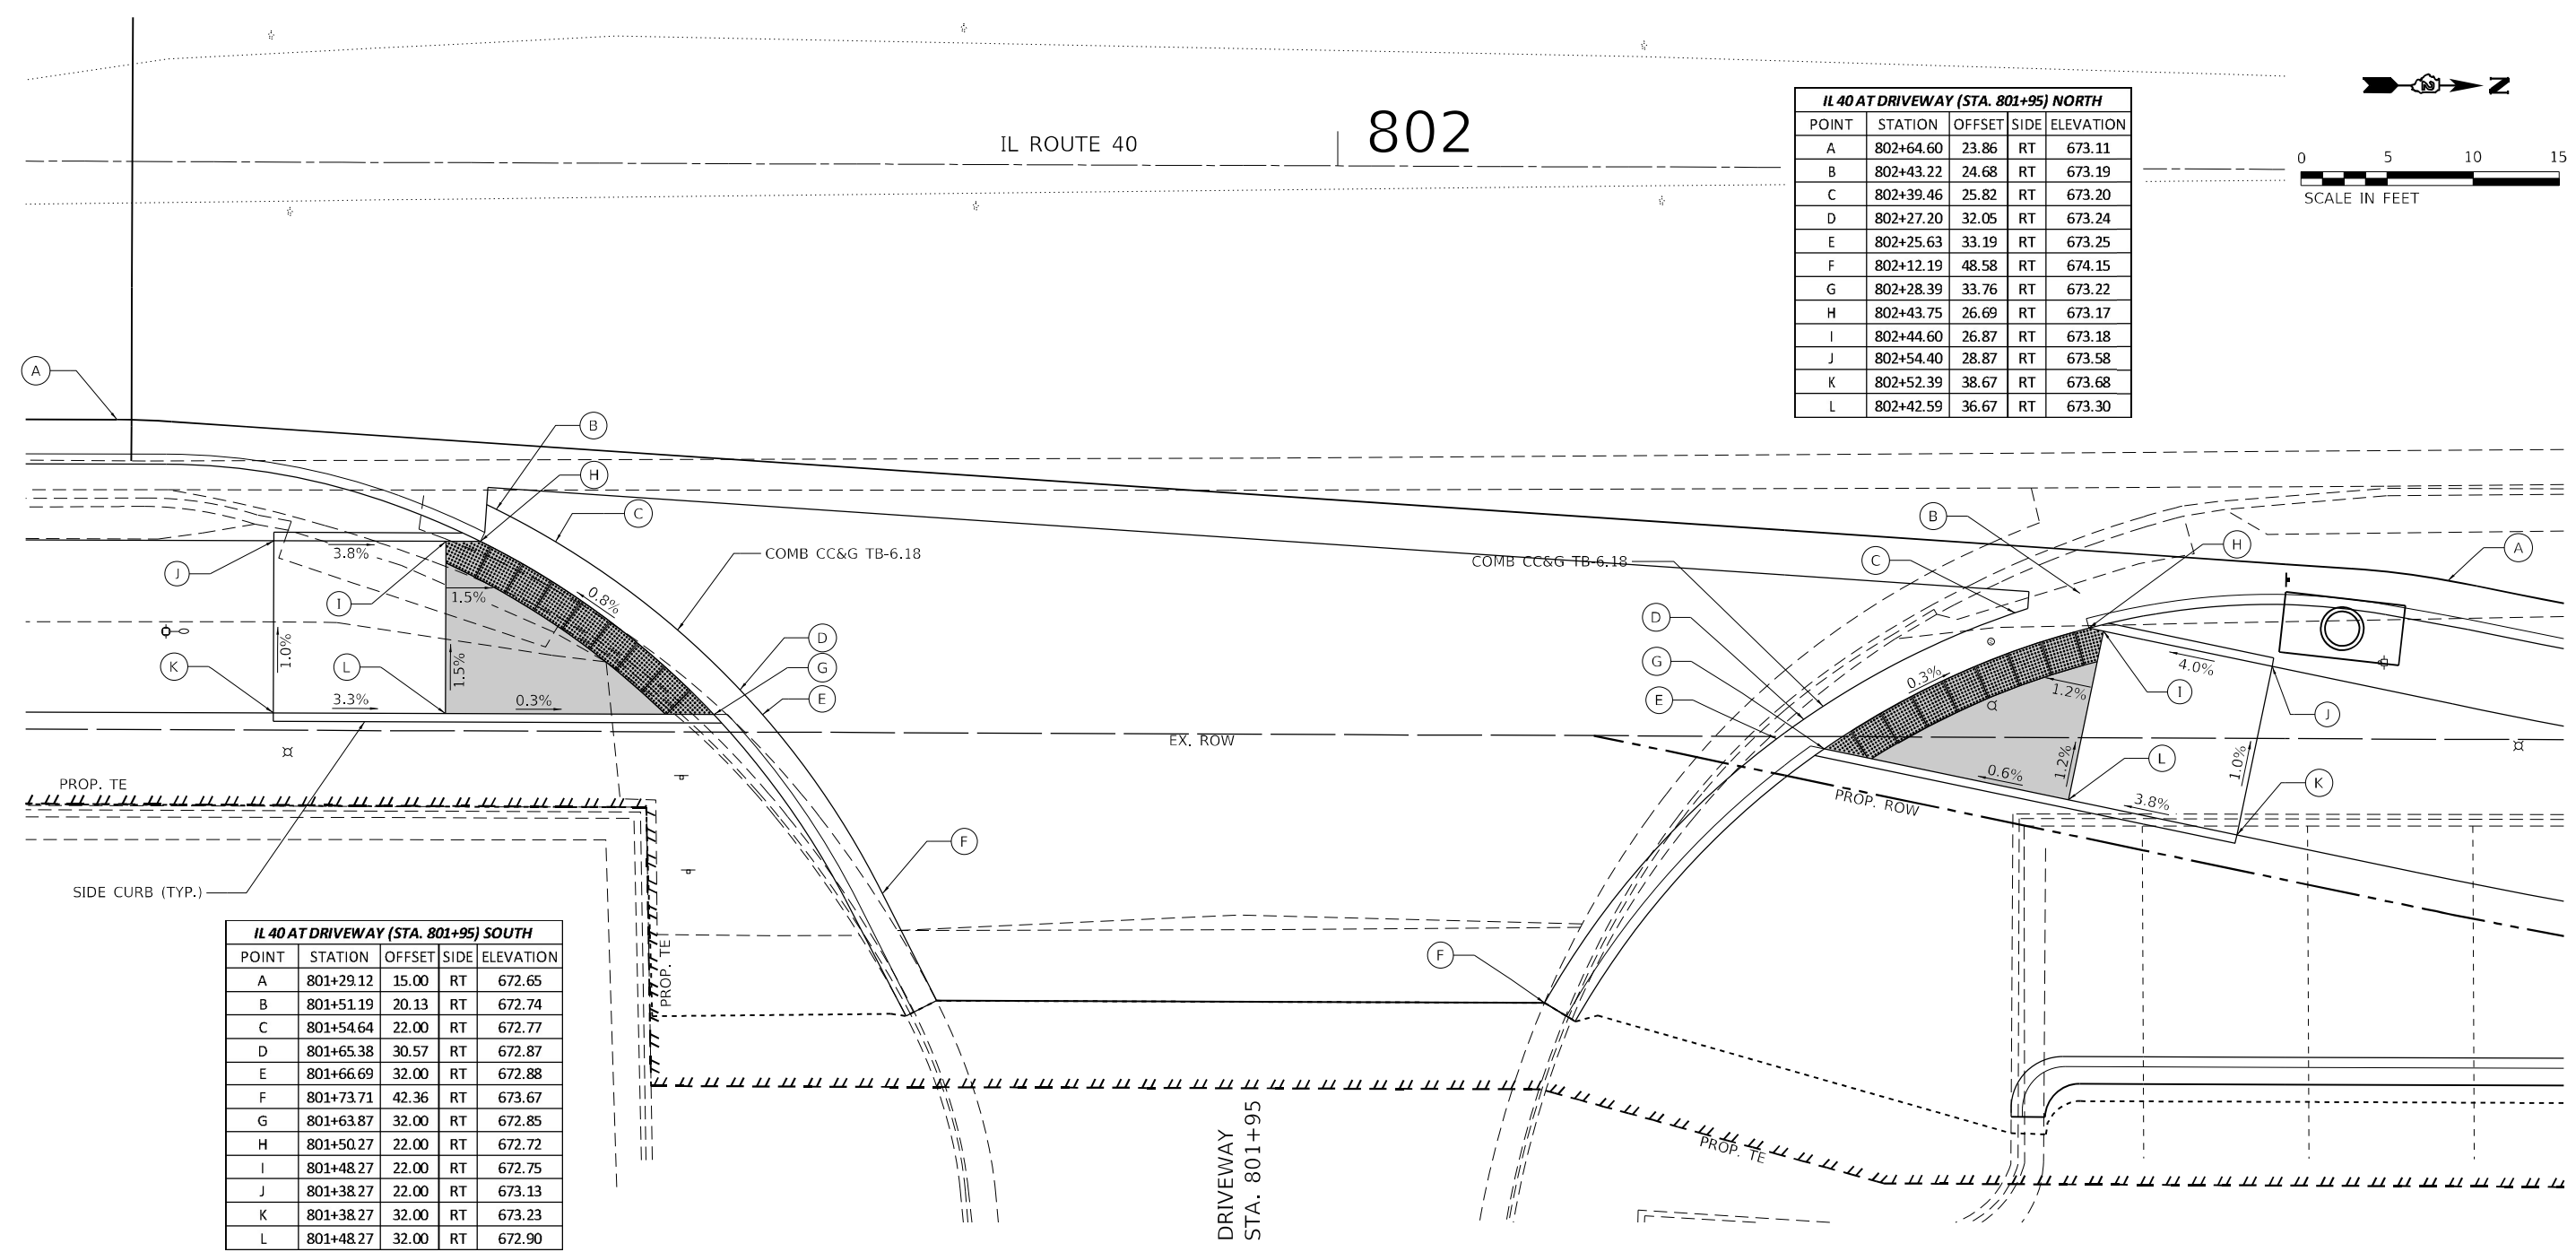 IL ROUTE 40
802
N
0 5 10 15
SCALE IN FEET
IL 40 AT DRIVEWAY (STA. 801+95) NORTH
POINT STATION OFFSET SIDE ELEVATION
A 802+64.60 23.86 RT 673.11
B 802+43.22 24.68 RT 673.19
C 802+39.46 25.82 RT 673.20
D 802+27.20 32.05 RT 673.24
E 802+25.63 33.19 RT 673.25
F 802+12.19 48.58 RT 674.15
G 802+28.39 33.76 RT 673.22
H 802+43.75 26.69 RT 673.17
I 802+44.60 26.87 RT 673.18
J 802+54.40 28.87 RT 673.58
K 802+52.39 38.67 RT 673.68
L 802+42.59 36.67 RT 673.30
A
B
H
C
COMB CC&G TB-6.18
3.8%
J
I
1.5%
0.8%
1.0%
1.5%
K
L
3.3%
0.3%
D
G
E
F
PROP. TE
SIDE CURB (TYP.)
PROP. TE
EX. ROW
COMB CC&G TB-6.18
B
C
H
A
D
G
E
0.3%
4.0%
1.2%
I
J
1.2%
1.0%
L
0.6%
3.8%
K
PROP. ROW
F
PROP. TE
DRIVEWAY
STA. 801+95
IL 40 AT DRIVEWAY (STA. 801+95) SOUTH
POINT STATION OFFSET SIDE ELEVATION
A 801+29.12 15.00 RT 672.65
B 801+51.19 20.13 RT 672.74
C 801+54.64 22.00 RT 672.77
D 801+65.38 30.57 RT 672.87
E 801+66.69 32.00 RT 672.88
F 801+73.71 42.36 RT 673.67
G 801+63.87 32.00 RT 672.85
H 801+50.27 22.00 RT 672.72
I 801+48.27 22.00 RT 672.75
J 801+38.27 22.00 RT 673.13
K 801+38.27 32.00 RT 673.23
L 801+48.27 32.00 RT 672.90